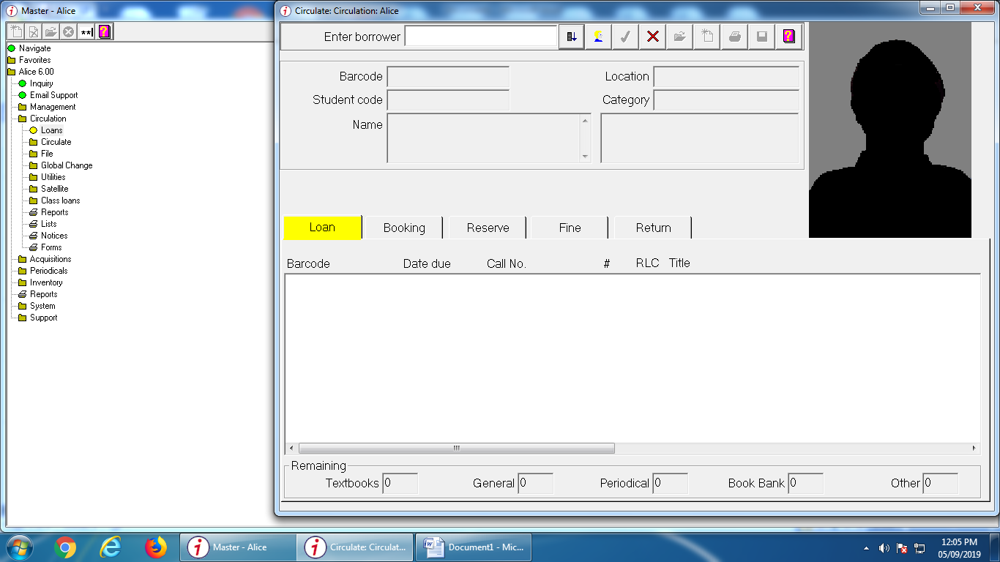 Master - Alice
Circulate: Circulation: Alice
Navigate
Favorites
Alice 6.00
Inquiry
Email Support
Management
Circulation
Loans
Circulate
File
Global Change
Utilities
Satellite
Class loans
Reports
Lists
Notices
Forms
Acquisitions
Periodicals
Inventory
Reports
System
Support
Enter borrower
Barcode
Location
Student code
Category
Name
Loan Booking Reserve Fine Return
Barcode Date due Call No. # RLC Title
Remaining
Textbooks 0 General 0 Periodical 0 Book Bank 0 Other 0
Master - Alice
Circulate: Circulat...
Document1 - Mic...
12:05 PM
05/09/2019